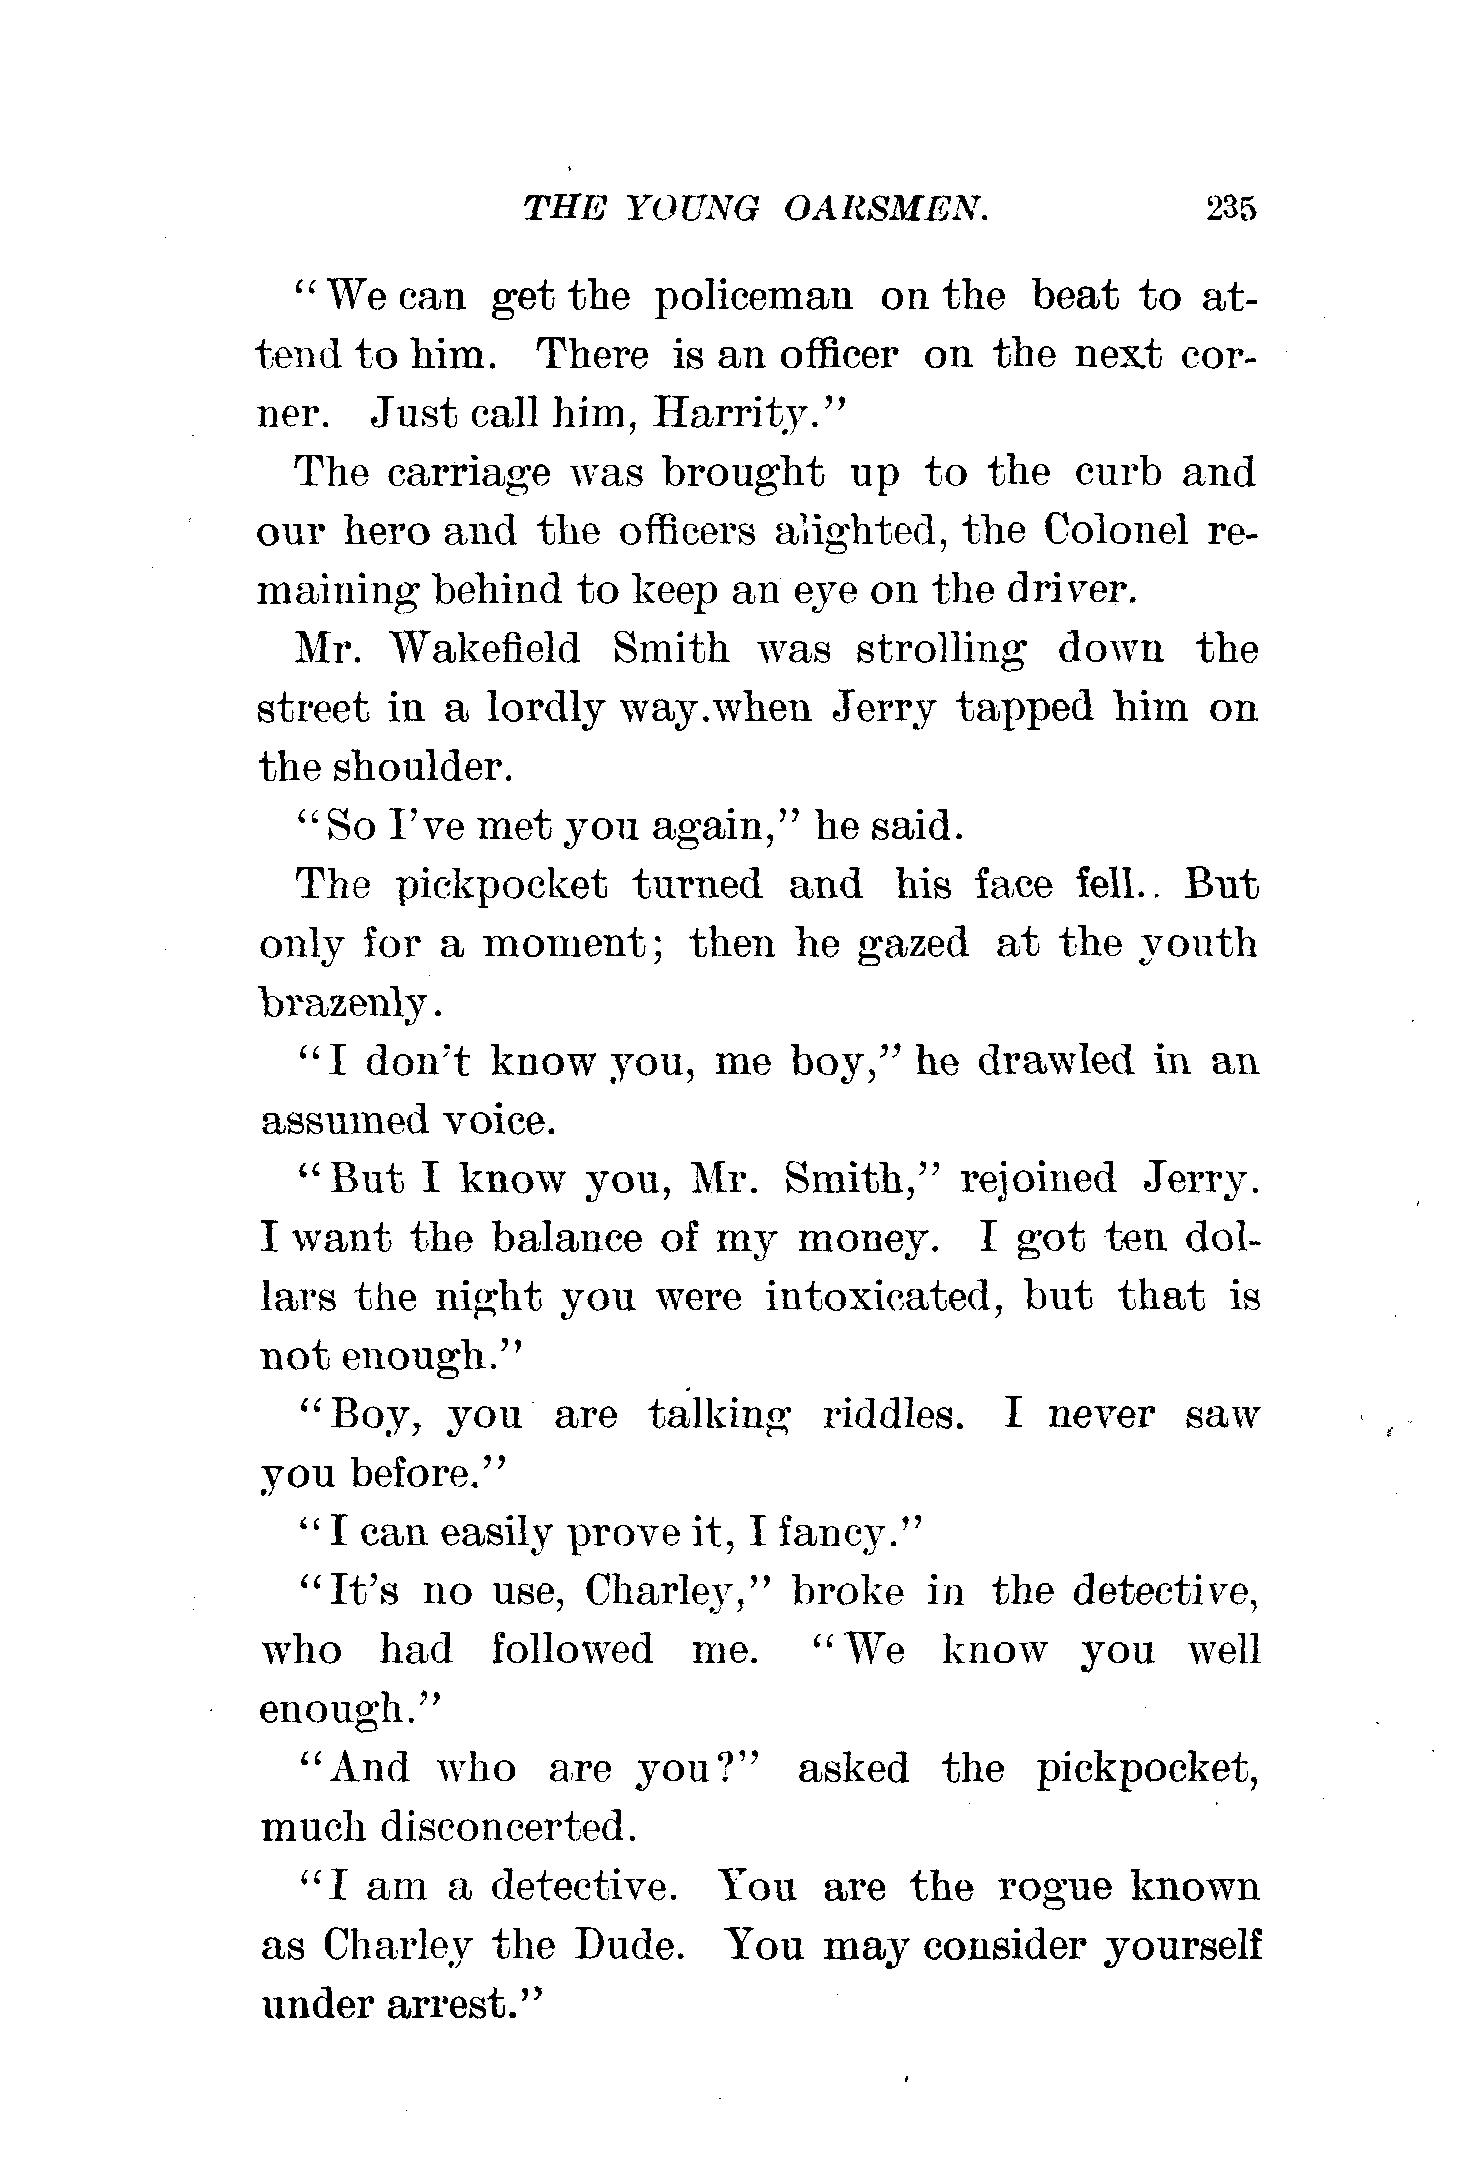 THE YOUNG OARSMEN. 235
"We can get the policeman on the beat to at-
tend to him. There is an officer on the next cor-
ner. Just call him, Harrity."
The carriage was brought up to the curb and
our hero and the officers alighted, the Colonel re-
maining behind to keep an eye on the driver.
Mr. Wakefield Smith was strolling down the
street in a lordly way.when Jerry tapped him on
the shoulder.
"So I've met you again," he said.
The pickpocket turned and his face fell.. But
only for a moment; then he gazed at the youth
brazenly.
"I don't know you, me boy," he drawled in an
assumed voice.
"But I know you, Mr. Smith," rejoined Jerry.
I want the balance of my money. I got ten dol-
lars the night you were intoxicated, but that is
not enough."
"Boy, you are talking riddles. I never saw
you before."
"I can easily prove it, I fancy."
"It's no use, Charley," broke in the detective,
who had followed me. "We know you well
enough."
"And who are you?" asked the pickpocket,
much disconcerted.
"I am a detective. You are the rogue known
as Charley the Dude. You may consider yourself
under arrest."